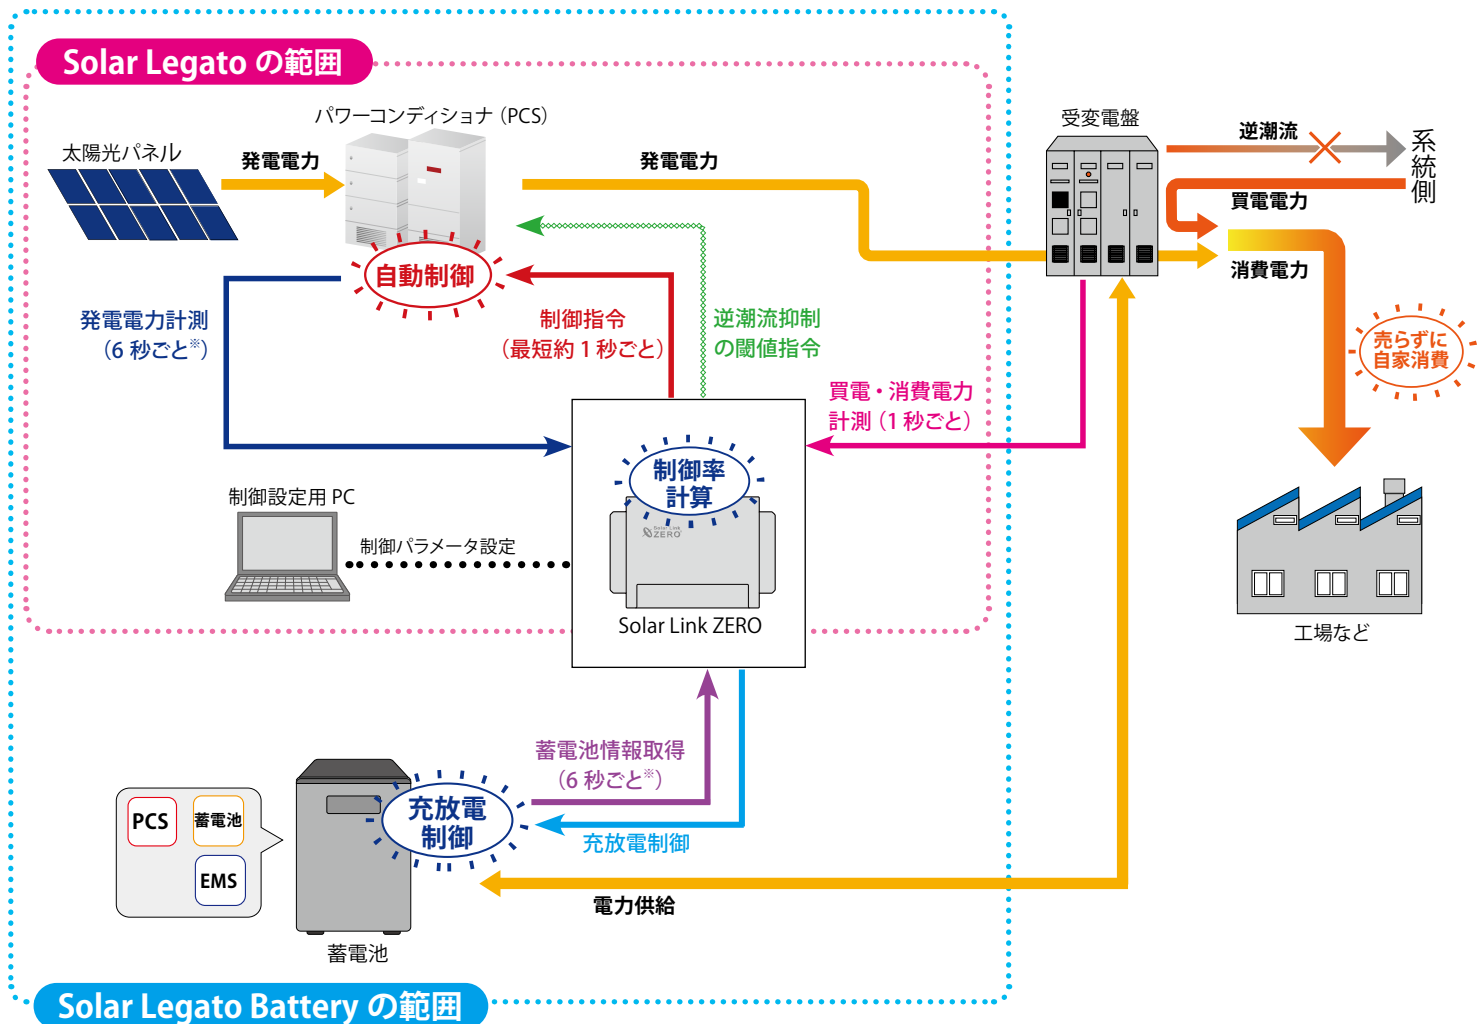 Solar Legato の範囲
パワーコンディショナ（PCS）
太陽光パネル
発電電力
発電電力
受変電盤
逆潮流
系統側
買電電力
消費電力
自動制御
発電電力計測
（6 秒ごと※）
制御指令
（最短約 1 秒ごと）
逆潮流抑制
の閾値指令
売らずに
自家消費
買電・消費電力
計測（1 秒ごと）
制御率
計算
制御設定用 PC
制御パラメータ設定
Solar Link
ZERO
Solar Link ZERO
工場など
蓄電池情報取得
（6 秒ごと※）
充放電
制御
充放電制御
PCS
蓄電池
EMS
電力供給
蓄電池
Solar Legato Battery の範囲